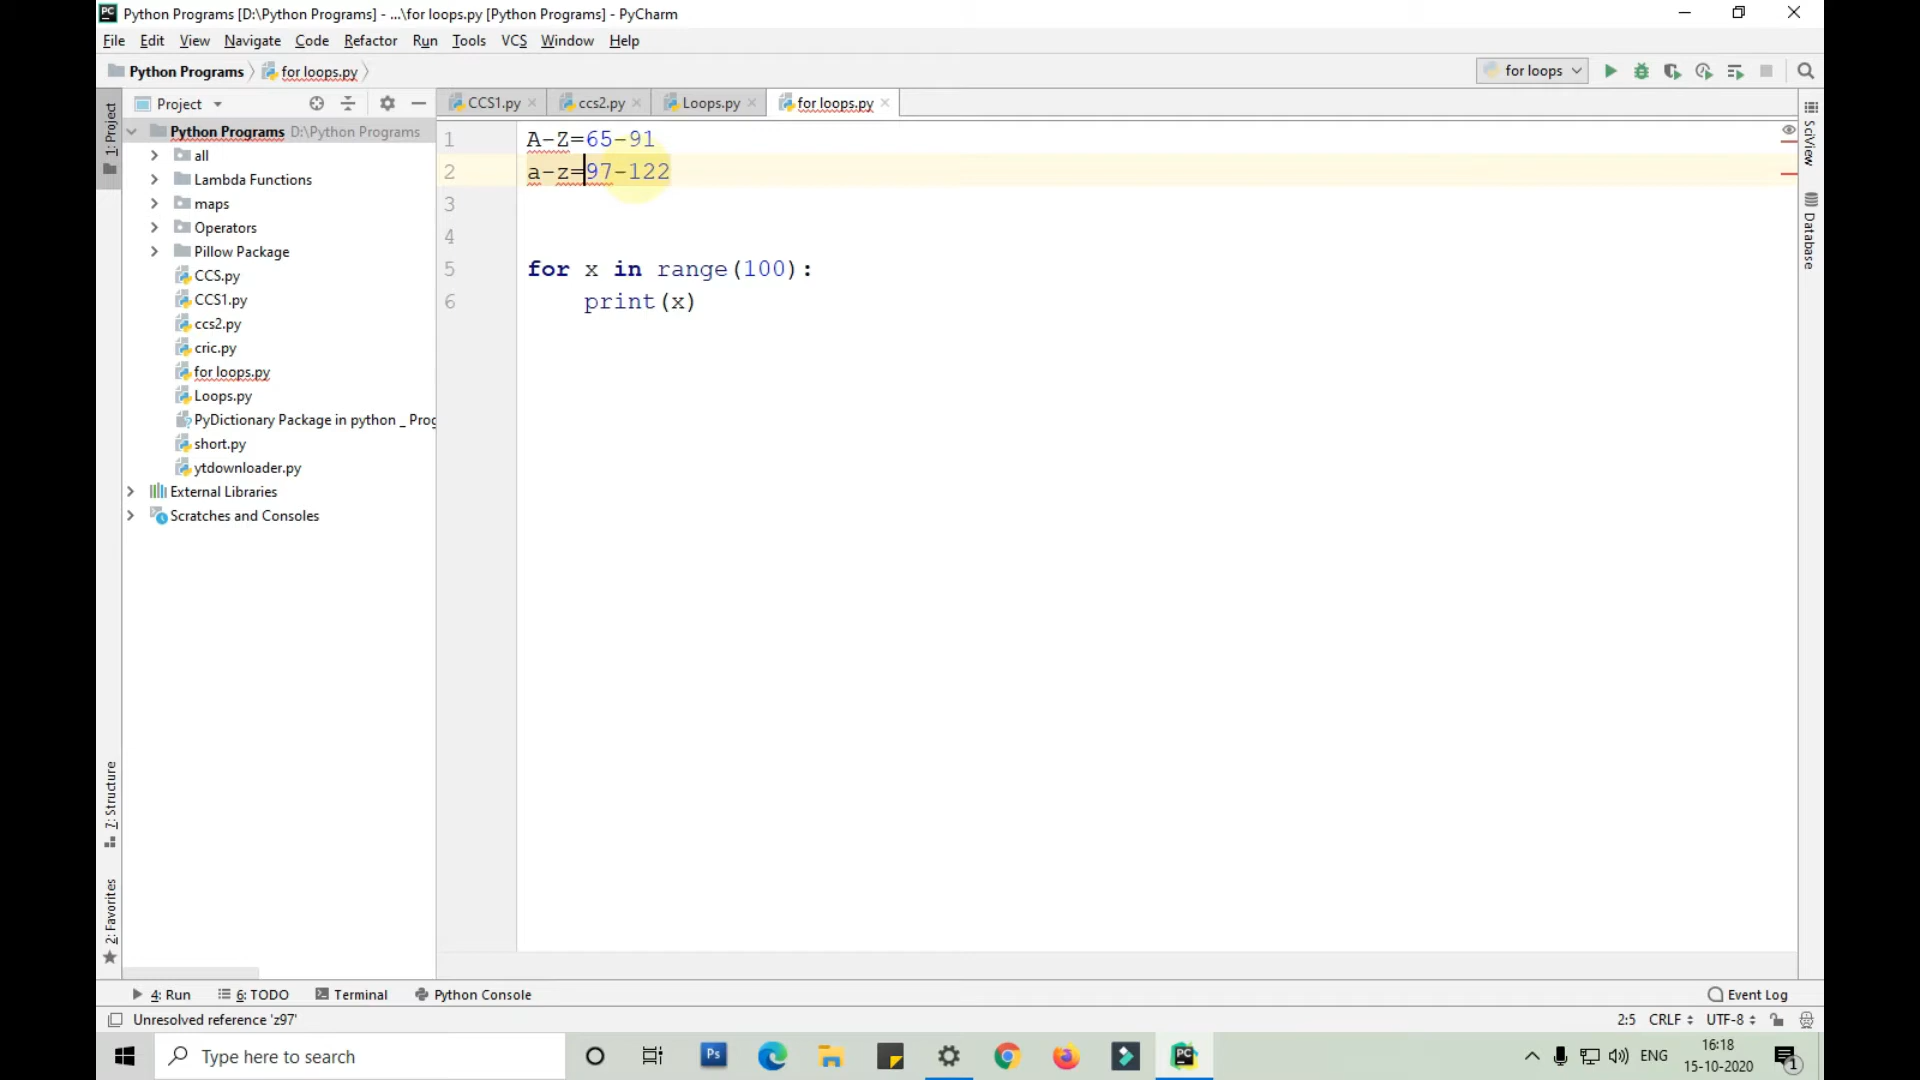 Python Programs [D:\Python Programs] - ...\for loops.py [Python Programs] - PyCharm
File Edit View Navigate Code Refactor Run Tools VCS Window Help
Python Programs for loops.py
for loops
Project
CCS1.py ccs2.py Loops.py for loops.py
1: Project
Python Programs D:\Python Programs
all
Lambda Functions
maps
Operators
Pillow Package
CCS.py
CCS1.py
ccs2.py
cric.py
for loops.py
Loops.py
PyDictionary Package in python _ Prog
short.py
ytdownloader.py
External Libraries
Scratches and Consoles
7: Structure
2: Favorites
1 A-Z=65-91
2 a-z=97-122
3
4
5 for x in range(100):
6 print(x)
SciView
Database
4: Run 6: TODO Terminal Python Console
Event Log
Unresolved reference 'z97'
2:5 CRLF UTF-8
Type here to search
Ps
PC
ENG
16:18
15-10-2020
1